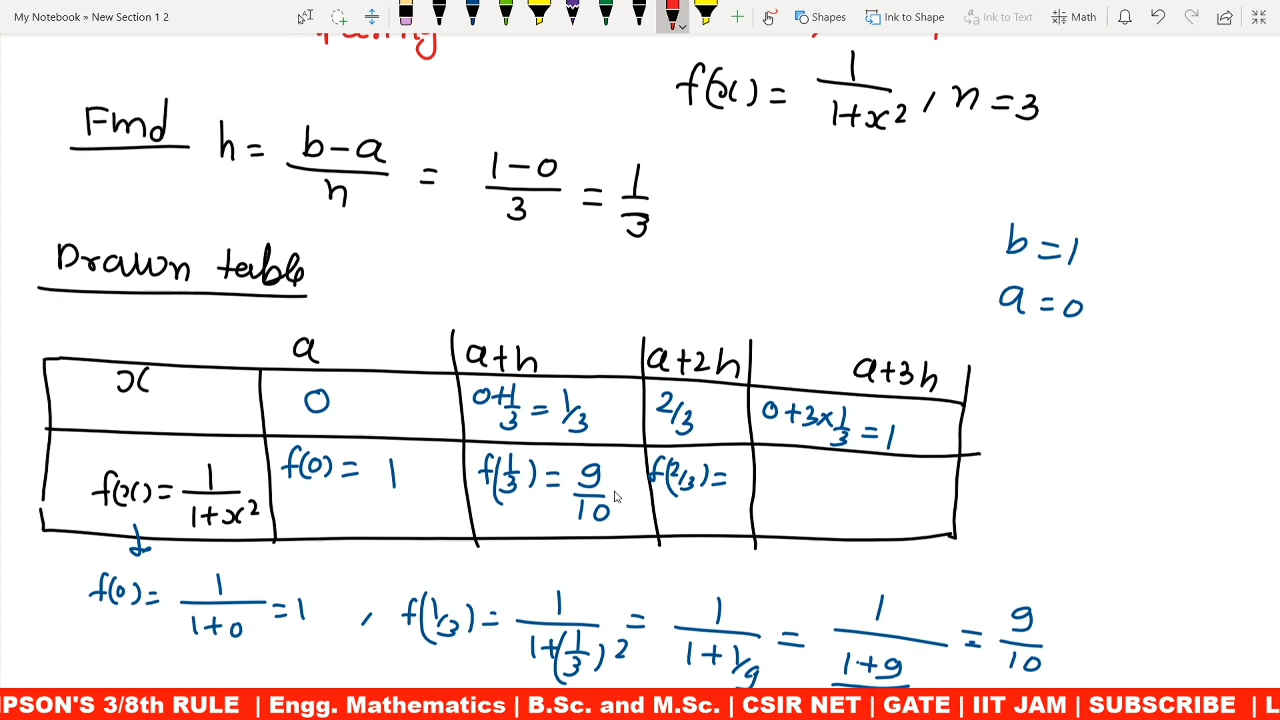 My Notebook » New Section 1 2
Shapes
Ink to Shape
Ink to Text
Math
f(x) = 1/1+x², n = 3
Find h = b-a/n = 1-0/3 = 1/3
b = 1
a = 0
Drawn table
a a+h a+2h a+3h
x 0 0+1/3 = 1/3 2/3 0+3×1/3 = 1
f(x) = 1/1+x² f(0) = 1 f(1/3) = 9/10 f(2/3) =
f(0) = 1/1+0 = 1 , f(1/3) = 1/1+(1/3)² = 1/1+1/9 = 1/1+9 = 9/10
IPSON'S 3/8th RULE | Engg. Mathematics | B.Sc. and M.Sc. | CSIR NET | GATE | IIT JAM | SUBSCRIBE | L